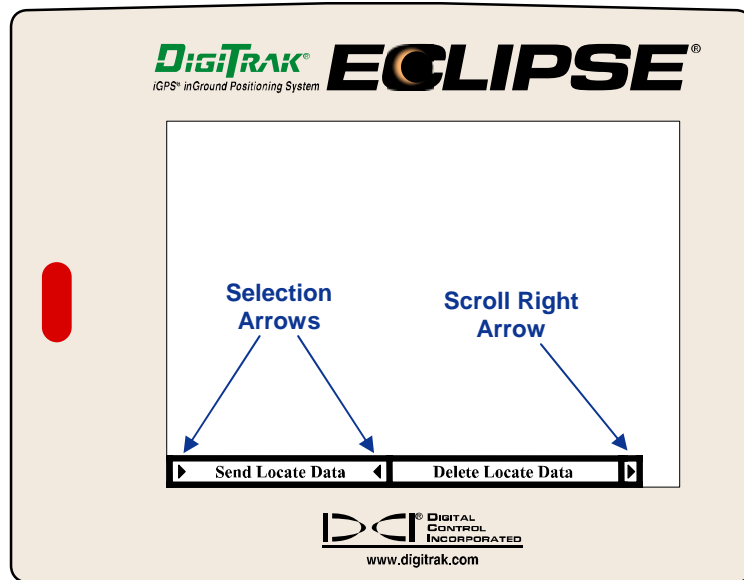 DIGITRAK® ECLIPSE®
iGPS® inGround Positioning System
Selection
Arrows
Scroll Right
Arrow
Send Locate Data
Delete Locate Data
DCI® DIGITAL
CONTROL
INCORPORATED
www.digitrak.com